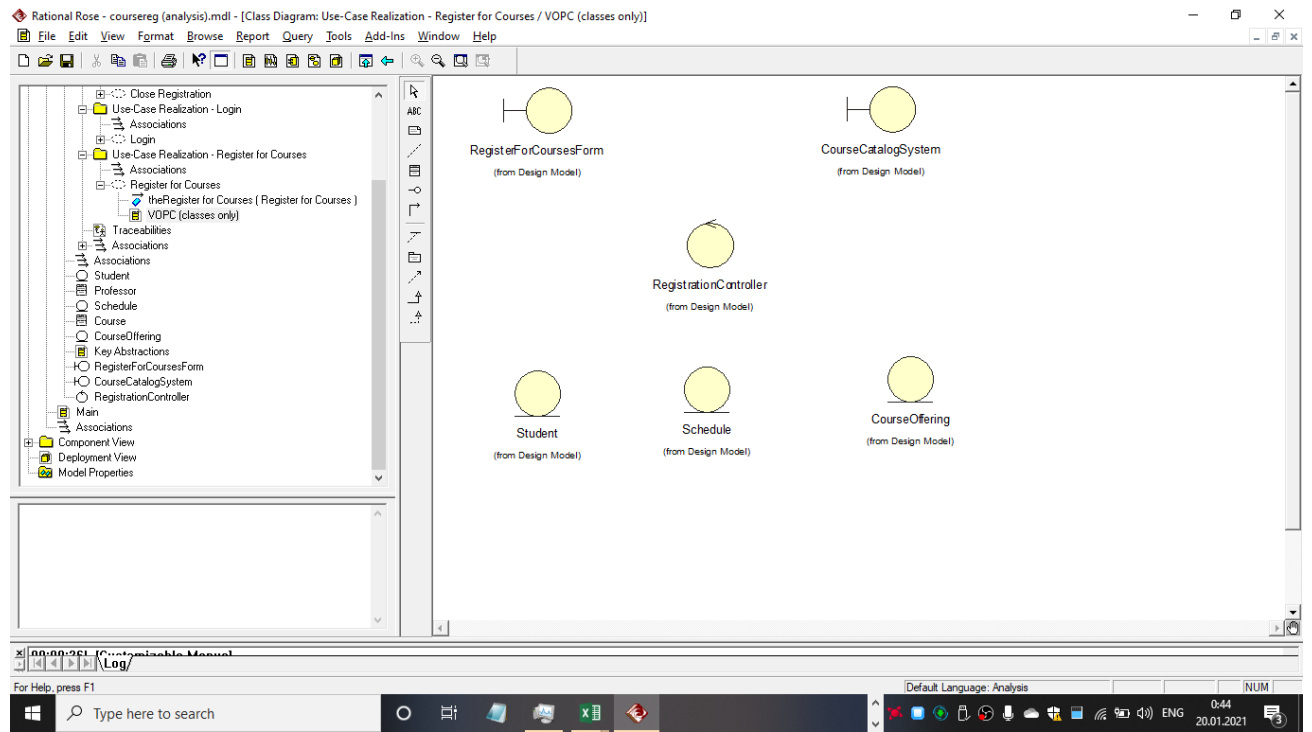 Rational Rose - coursereg (analysis).mdl - [Class Diagram: Use-Case Realization - Register for Courses / VOPC (classes only)]
File Edit View Format Browse Report Query Tools Add-Ins Window Help
ABC
Close Registration
Use-Case Realization - Login
Associations
Login
Use-Case Realization - Register for Courses
Associations
Register for Courses
theRegister for Courses ( Register for Courses )
VOPC (classes only)
Traceabilities
Associations
Associations
Student
Professor
Schedule
Course
CourseOffering
Key Abstractions
RegisterForCoursesForm
CourseCatalogSystem
RegistrationController
Main
Associations
Component View
Deployment View
Model Properties
RegisterForCoursesForm
(from Design Model)
CourseCatalogSystem
(from Design Model)
RegistrationController
(from Design Model)
Student
(from Design Model)
Schedule
(from Design Model)
CourseOffering
(from Design Model)
Log
For Help, press F1
Default Language: Analysis
NUM
Type here to search
ENG
0:44
20.01.2021
3